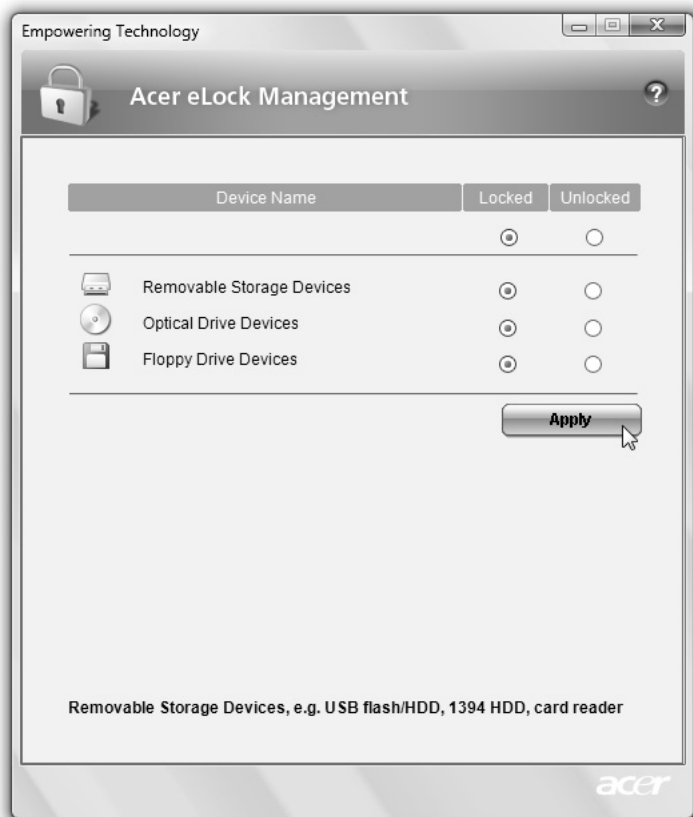 Empowering Technology
Acer eLock Management
?
Device Name Locked Unlocked
Removable Storage Devices
Optical Drive Devices
Floppy Drive Devices
Apply
Removable Storage Devices, e.g. USB flash/HDD, 1394 HDD, card reader
acer